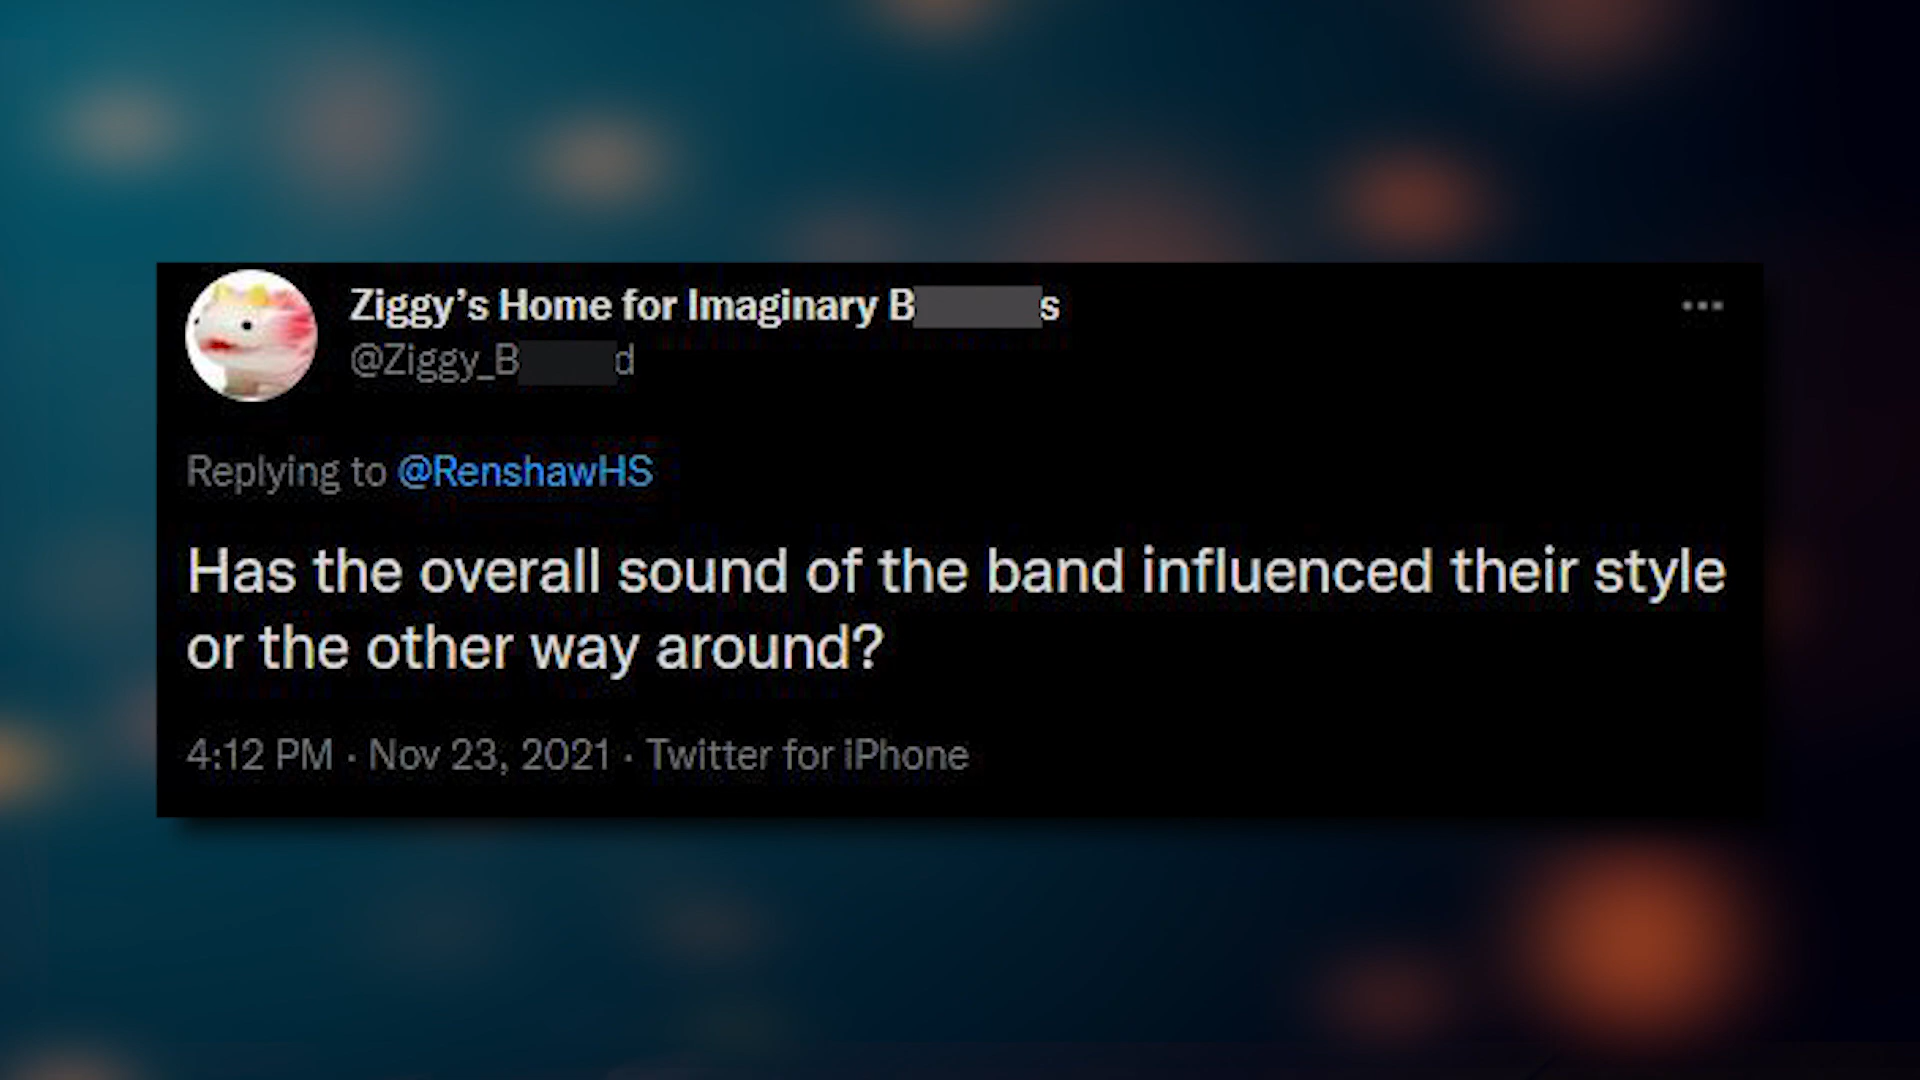 Ziggy’s Home for Imaginary B s
@Ziggy_B d
Replying to @RenshawHS
Has the overall sound of the band influenced their style
or the other way around?
4:12 PM · Nov 23, 2021 · Twitter for iPhone